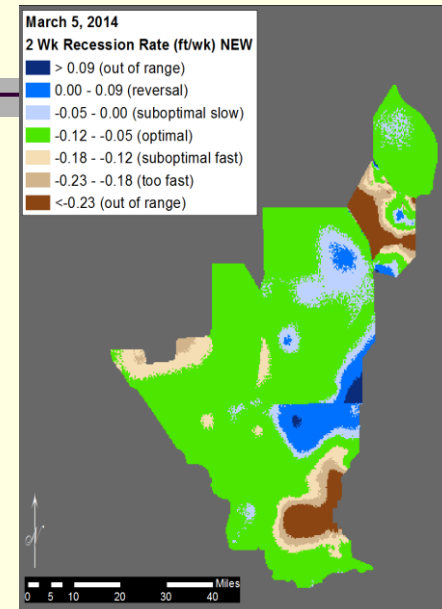 March 5, 2014
2 Wk Recession Rate (ft/wk) NEW
> 0.09 (out of range)
0.00 - 0.09 (reversal)
-0.05 - 0.00 (suboptimal slow)
-0.12 - -0.05 (optimal)
-0.18 - -0.12 (suboptimal fast)
-0.23 - -0.18 (too fast)
<-0.23 (out of range)
N
Miles
0 5 10 20 30 40